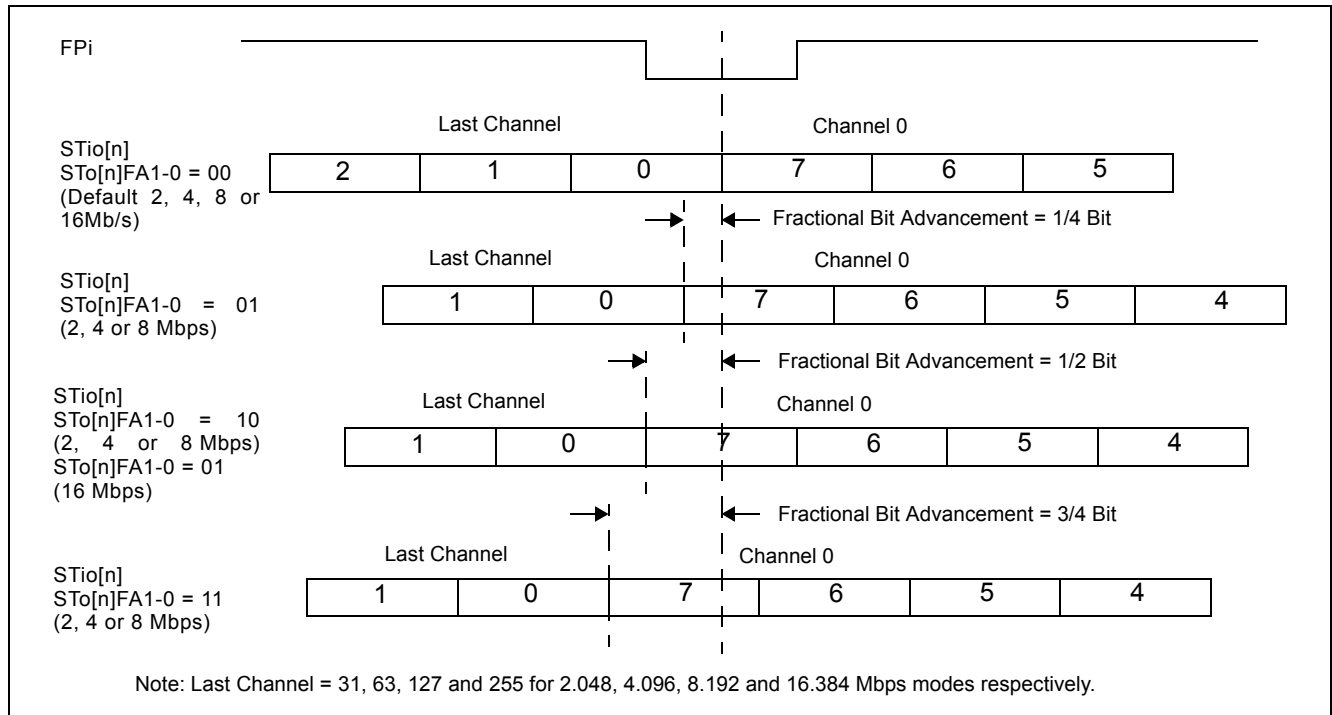 FPi
Last Channel
Channel 0
STio[n]
STo[n]FA1-0 = 00
(Default 2, 4, 8 or
16Mb/s)
2 1 0 7 6 5
Fractional Bit Advancement = 1/4 Bit
Last Channel
Channel 0
STio[n]
STo[n]FA1-0 = 01
(2, 4 or 8 Mbps)
1 0 7 6 5 4
Fractional Bit Advancement = 1/2 Bit
Last Channel
Channel 0
STio[n]
STo[n]FA1-0 = 10
(2, 4 or 8 Mbps)
STo[n]FA1-0 = 01
(16 Mbps)
1 0 7 6 5 4
Fractional Bit Advancement = 3/4 Bit
Last Channel
Channel 0
STio[n]
STo[n]FA1-0 = 11
(2, 4 or 8 Mbps)
1 0 7 6 5 4
Note: Last Channel = 31, 63, 127 and 255 for 2.048, 4.096, 8.192 and 16.384 Mbps modes respectively.